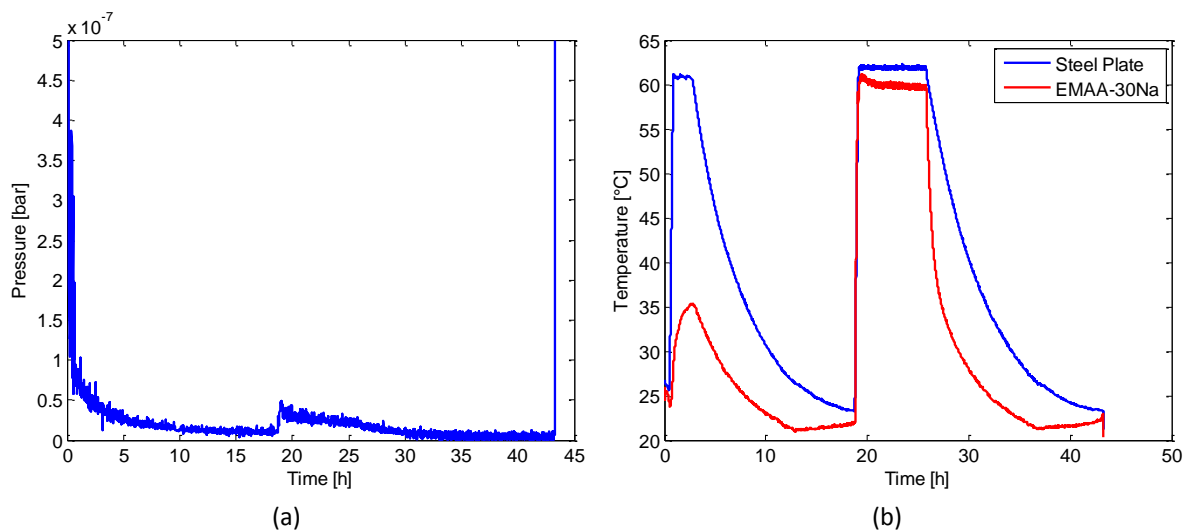 x 10^-7
5
4.5
4
3.5
3
2.5
2
1.5
1
0.5
0
Pressure [bar]
0 5 10 15 20 25 30 35 40 45
Time [h]
(a)
65
60
55
50
45
40
35
30
25
20
Temperature [°C]
0 10 20 30 40 50
Time [h]
Steel Plate
EMAA-30Na
(b)